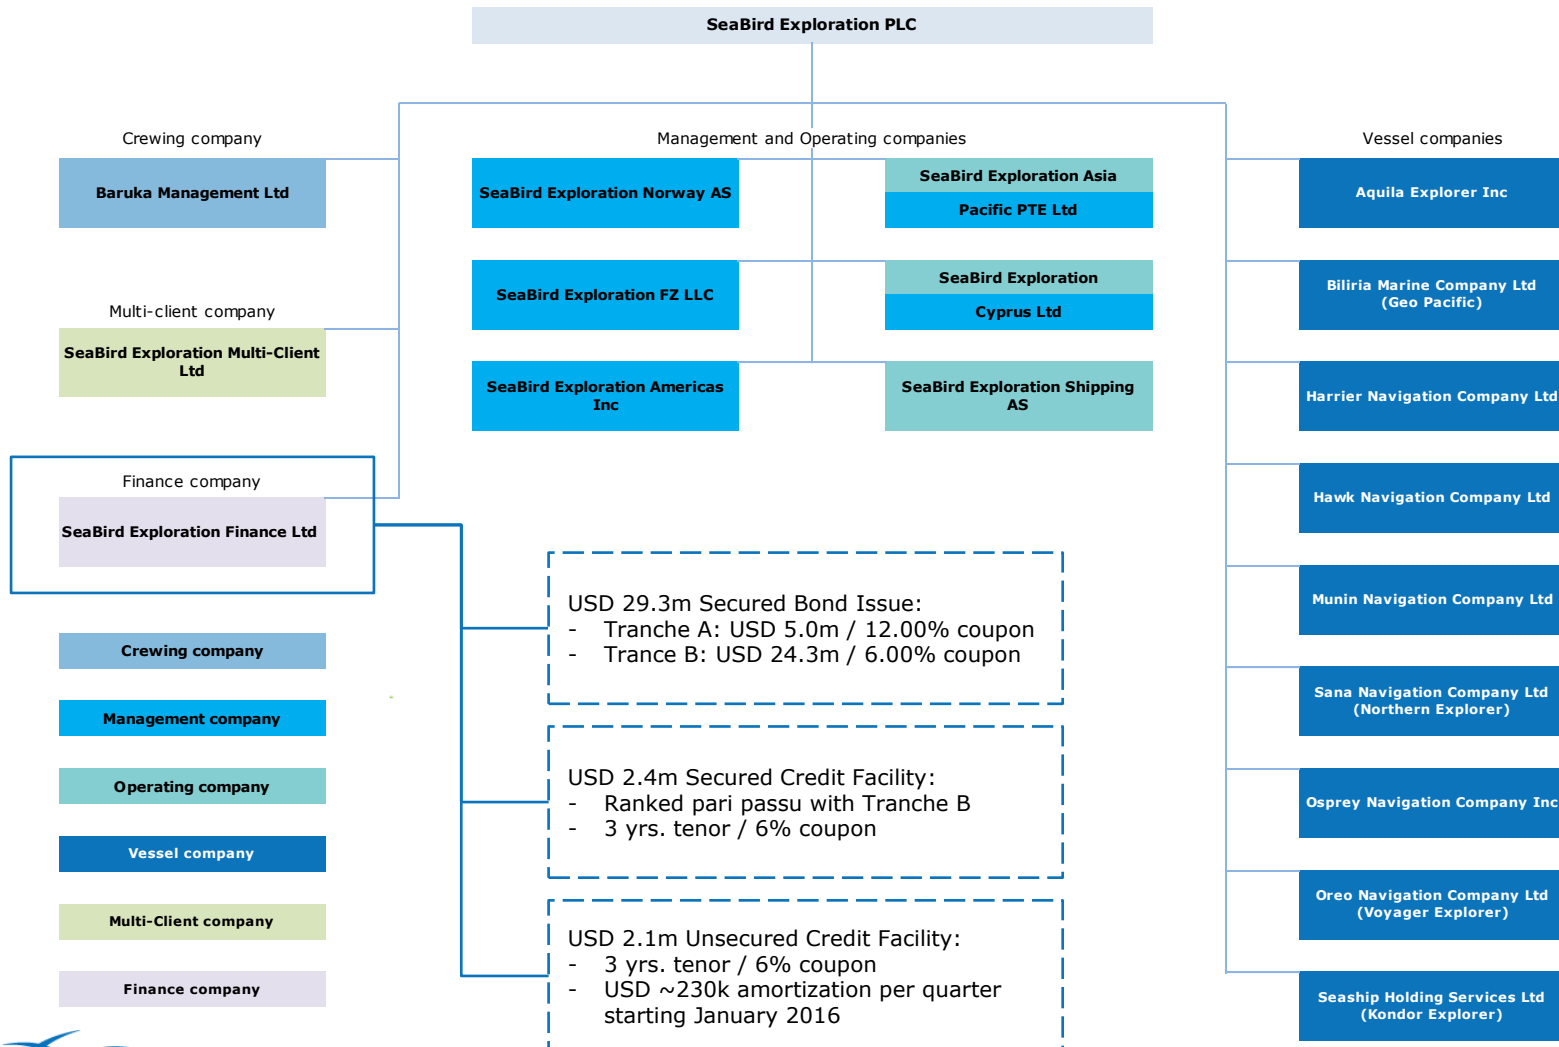 SeaBird Exploration PLC
Crewing company
Baruka Management Ltd
Multi-client company
SeaBird Exploration Multi-Client
Ltd
Finance company
SeaBird Exploration Finance Ltd
Management and Operating companies
SeaBird Exploration Norway AS
SeaBird Exploration Asia
Pacific PTE Ltd
SeaBird Exploration FZ LLC
SeaBird Exploration
Cyprus Ltd
SeaBird Exploration Americas
Inc
SeaBird Exploration Shipping
AS
Vessel companies
Aquila Explorer Inc
Biliria Marine Company Ltd
(Geo Pacific)
Harrier Navigation Company Ltd
Hawk Navigation Company Ltd
Munin Navigation Company Ltd
Sana Navigation Company Ltd
(Northern Explorer)
Osprey Navigation Company Inc
Oreo Navigation Company Ltd
(Voyager Explorer)
Seaship Holding Services Ltd
(Kondor Explorer)
USD 29.3m Secured Bond Issue:
- Tranche A: USD 5.0m / 12.00% coupon
- Trance B: USD 24.3m / 6.00% coupon
USD 2.4m Secured Credit Facility:
- Ranked pari passu with Tranche B
- 3 yrs. tenor / 6% coupon
USD 2.1m Unsecured Credit Facility:
- 3 yrs. tenor / 6% coupon
- USD ~230k amortization per quarter
starting January 2016
Crewing company
Management company
Operating company
Vessel company
Multi-Client company
Finance company